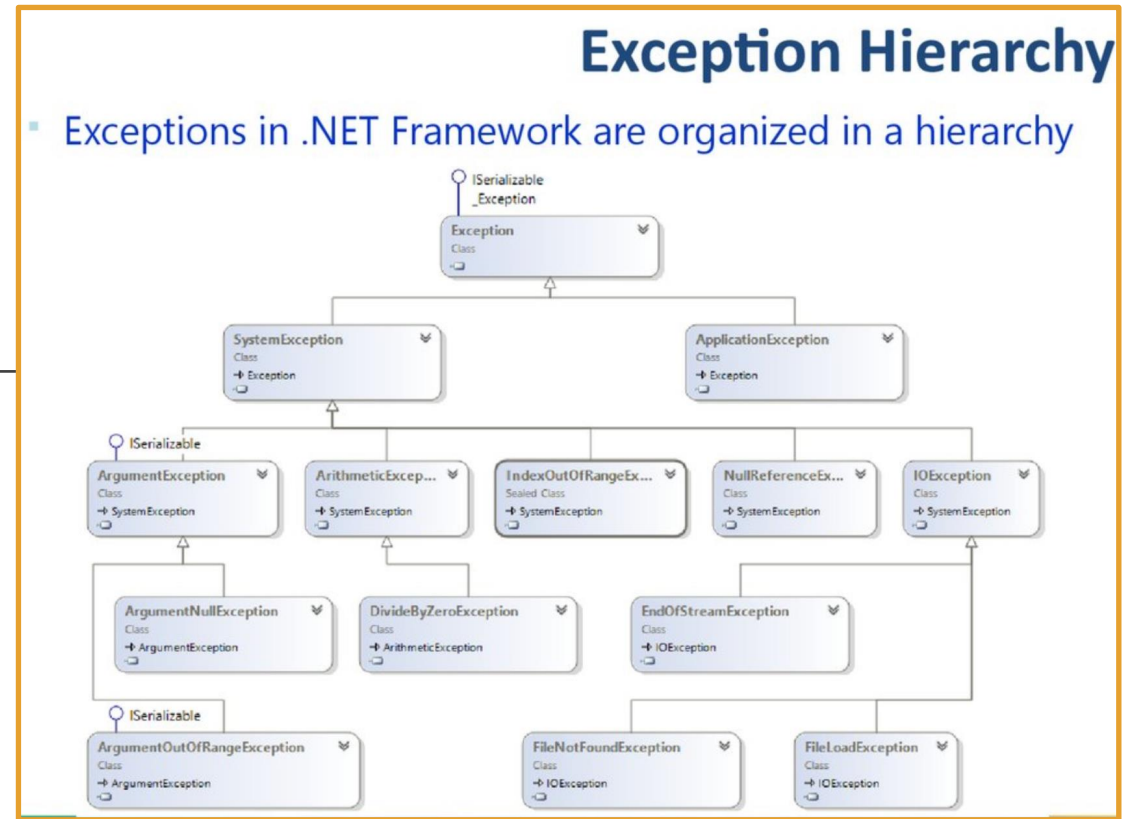 Exception Hierarchy
Exceptions in .NET Framework are organized in a hierarchy
ISerializable
_Exception
Exception
Class
SystemException
Class
Exception
ApplicationException
Class
Exception
ISerializable
ArgumentException
Class
SystemException
ArithmeticExcep...
Class
SystemException
IndexOutOfRangeEx...
Sealed Class
SystemException
NullReferenceEx...
Class
SystemException
IOException
Class
SystemException
ArgumentNullException
Class
ArgumentException
DivideByZeroException
Class
ArithmeticException
EndOfStreamException
Class
IOException
ISerializable
ArgumentOutOfRangeException
Class
ArgumentException
FileNotFoundException
Class
IOException
FileLoadException
Class
IOException